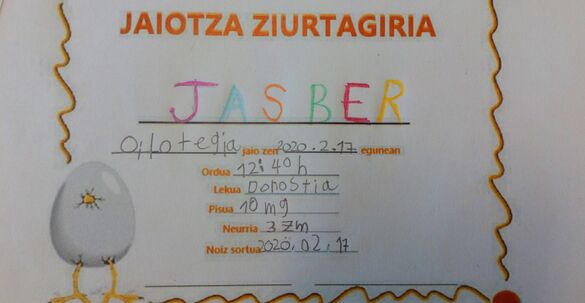 JAIOTZA ZIURTAGIRIA
JASBER
Ollotegia jaio zen 2020.2.17 egunean
Ordua 12:40h
Lekua Donostia
Pisua 10 mg
Neurria 3 zm
Noiz sortua 2020.02.17